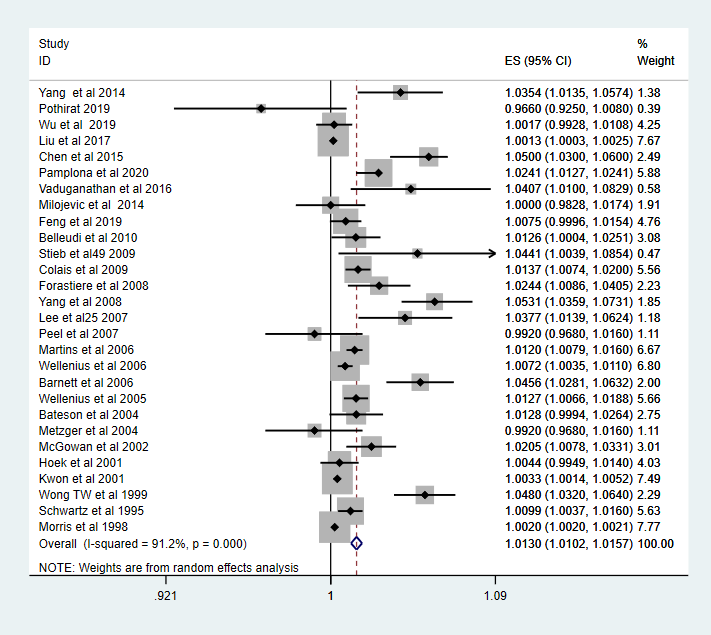 Study %
ID ES (95% CI) Weight
Yang et al 2014 1.0354 (1.0135, 1.0574) 1.38
Pothirat 2019 0.9660 (0.9250, 1.0080) 0.39
Wu et al 2019 1.0017 (0.9928, 1.0108) 4.25
Liu et al 2017 1.0013 (1.0003, 1.0025) 7.67
Chen et al 2015 1.0500 (1.0300, 1.0600) 2.49
Pamplona et al 2020 1.0241 (1.0127, 1.0241) 5.88
Vaduganathan et al 2016 1.0407 (1.0100, 1.0829) 0.58
Milojevic et al 2014 1.0000 (0.9828, 1.0174) 1.91
Feng et al 2019 1.0075 (0.9996, 1.0154) 4.76
Belleudi et al 2010 1.0126 (1.0004, 1.0251) 3.08
Stieb et al49 2009 1.0441 (1.0039, 1.0854) 0.47
Colais et al 2009 1.0137 (1.0074, 1.0200) 5.56
Forastiere et al 2008 1.0244 (1.0086, 1.0405) 2.23
Yang et al 2008 1.0531 (1.0359, 1.0731) 1.85
Lee et al25 2007 1.0377 (1.0139, 1.0624) 1.18
Peel et al 2007 0.9920 (0.9680, 1.0160) 1.11
Martins et al 2006 1.0120 (1.0079, 1.0160) 6.67
Wellenius et al 2006 1.0072 (1.0035, 1.0110) 6.80
Barnett et al 2006 1.0456 (1.0281, 1.0632) 2.00
Wellenius et al 2005 1.0127 (1.0066, 1.0188) 5.66
Bateson et al 2004 1.0128 (0.9994, 1.0264) 2.75
Metzger et al 2004 0.9920 (0.9680, 1.0160) 1.11
McGowan et al 2002 1.0205 (1.0078, 1.0331) 3.01
Hoek et al 2001 1.0044 (0.9949, 1.0140) 4.03
Kwon et al 2001 1.0033 (1.0014, 1.0052) 7.49
Wong TW et al 1999 1.0480 (1.0320, 1.0640) 2.29
Schwartz et al 1995 1.0099 (1.0037, 1.0160) 5.63
Morris et al 1998 1.0020 (1.0020, 1.0021) 7.77
Overall (I-squared = 91.2%, p = 0.000) 1.0130 (1.0102, 1.0157) 100.00
NOTE: Weights are from random effects analysis
.921 1 1.09